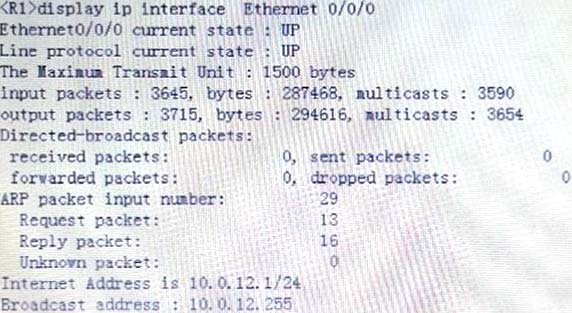 <R1>display ip interface  Ethernet 0/0/0
Ethernet0/0/0 current state : UP
Line protocol current state : UP
The Maximum Transmit Unit : 1500 bytes
input packets : 3645, bytes : 287468, multicasts : 3590
output packets : 3715, bytes : 294616, multicasts : 3654
Directed-broadcast packets:
 received packets:            0, sent packets:            0
 forwarded packets:           0, dropped packets:           0
ARP packet input number:          29
  Request packet:                 13
  Reply packet:                   16
  Unknown packet:                  0
Internet Address is 10.0.12.1/24
Broadcast address : 10.0.12.255